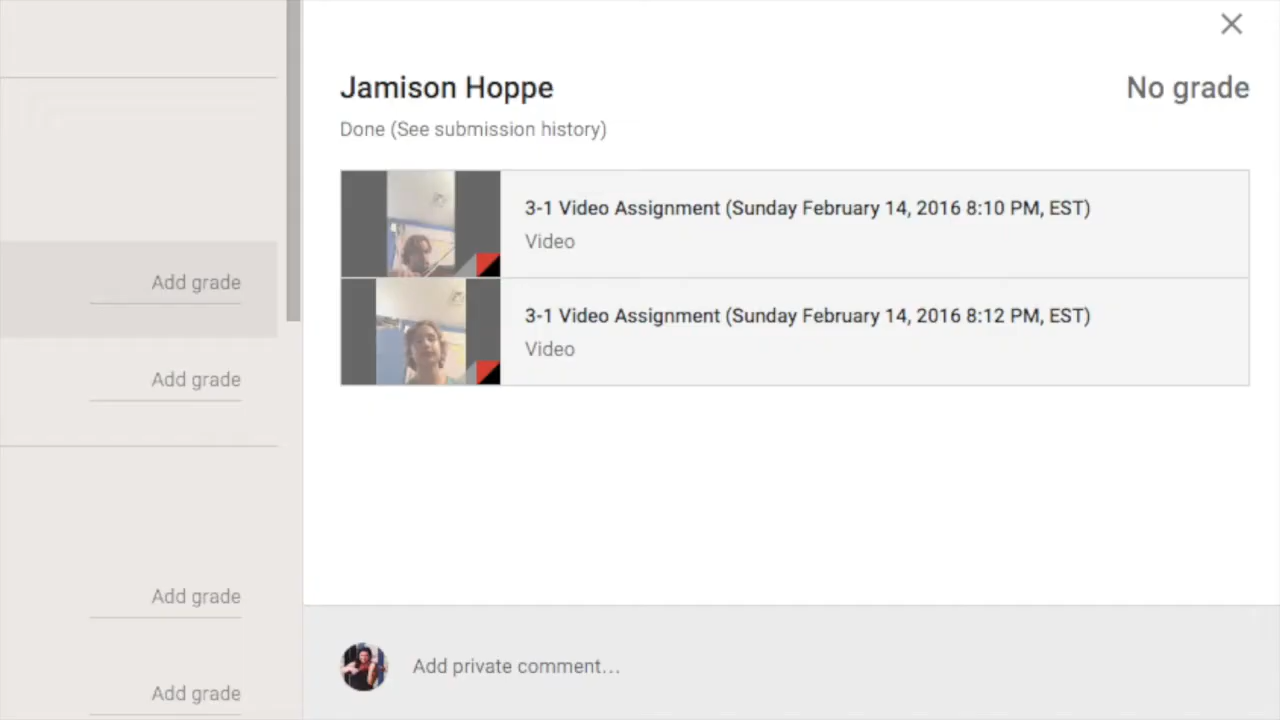 Jamison Hoppe
No grade
Done (See submission history)
3-1 Video Assignment (Sunday February 14, 2016 8:10 PM, EST)
Video
Add grade
3-1 Video Assignment (Sunday February 14, 2016 8:12 PM, EST)
Video
Add grade
Add grade
Add private comment...
Add grade